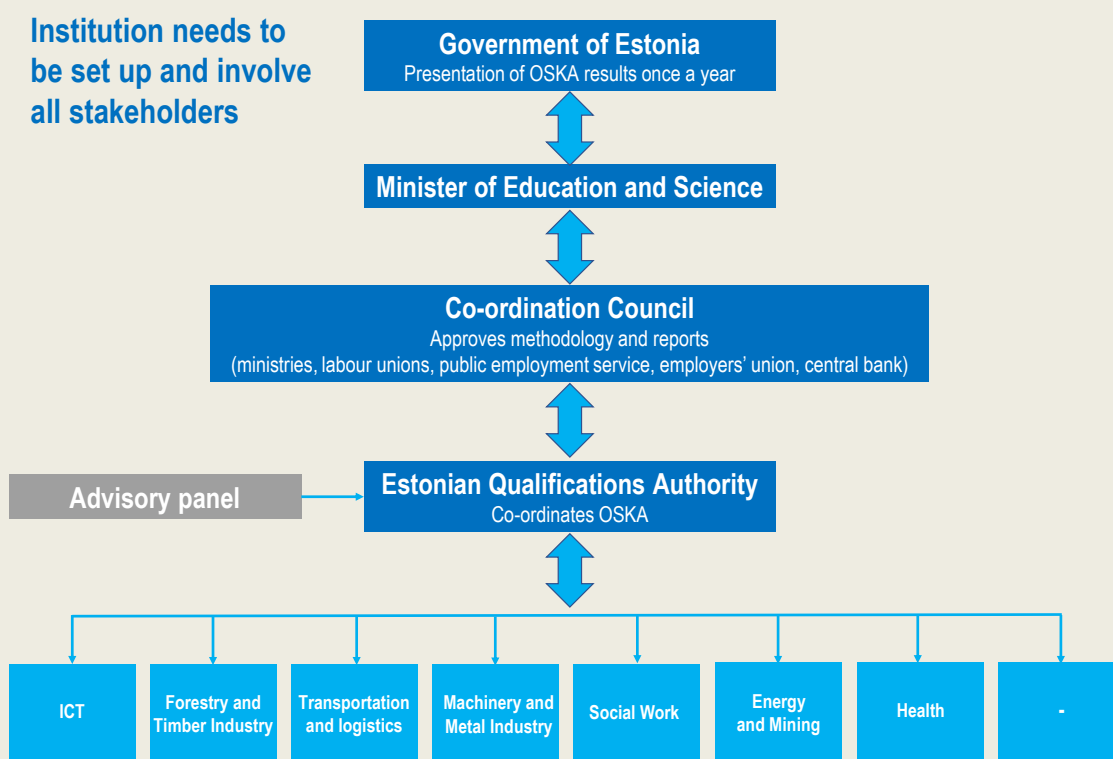 Institution needs to
be set up and involve
all stakeholders
Government of Estonia
Presentation of OSKA results once a year
Minister of Education and Science
Co-ordination Council
Approves methodology and reports
(ministries, labour unions, public employment service, employers’ union, central bank)
Advisory panel
Estonian Qualifications Authority
Co-ordinates OSKA
ICT
Forestry and
Timber Industry
Transportation
and logistics
Machinery and
Metal Industry
Social Work
Energy
and Mining
Health
-